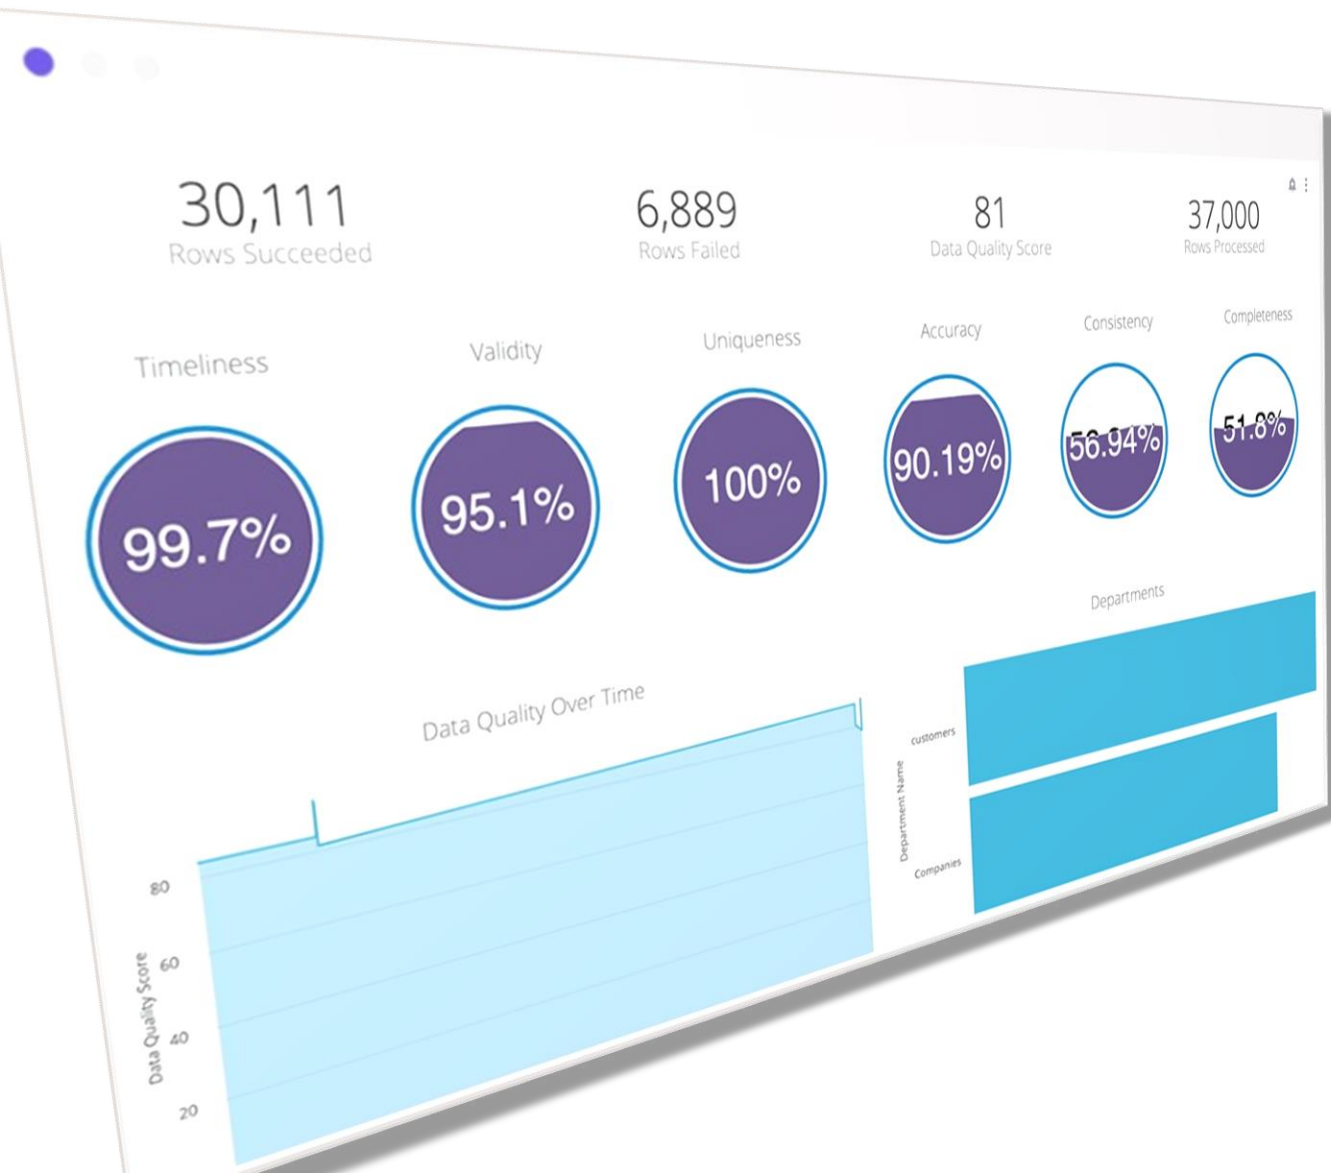 30,111
Rows Succeeded
6,889
Rows Failed
81
Data Quality Score
37,000
Rows Processed
Timeliness
Validity
Uniqueness
Accuracy
Consistency
Completeness
99.7%
95.1%
100%
90.19%
56.94%
51.8%
Data Quality Over Time
Data Quality Score
80
60
40
20
Departments
Department Name
customers
Companies